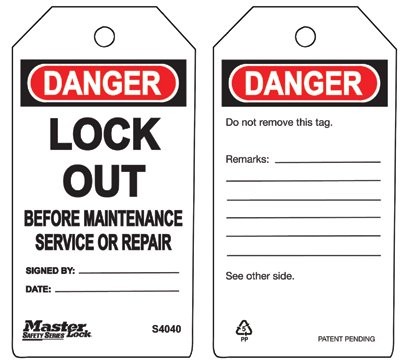 DANGER
LOCK
OUT
BEFORE MAINTENANCE
SERVICE OR REPAIR
SIGNED BY:
DATE:
Master Lock
SAFETY SERIES
S4040
DANGER
Do not remove this tag.
Remarks:
See other side.
5
PP
PATENT PENDING